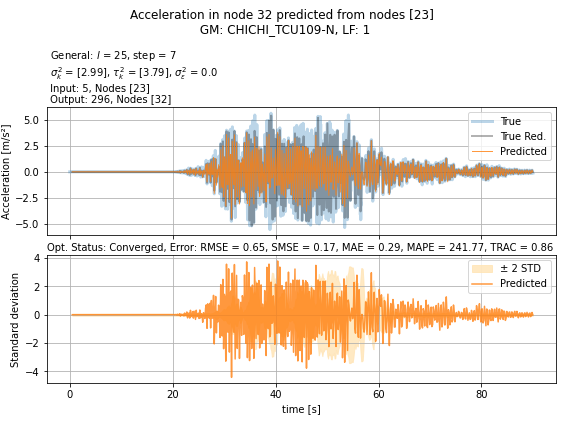 Acceleration in node 32 predicted from nodes [23]
GM: CHICHI_TCU109-N, LF: 1
General: l = 25, step = 7
σ²ₖ = [2.99], τ²ₖ = [3.79], σ²ε = 0.0
Input: 5, Nodes [23]
Output: 296, Nodes [32]
Acceleration [m/s²]
5.0
2.5
0.0
−2.5
−5.0
True
True Red.
Predicted
Opt. Status: Converged, Error: RMSE = 0.65, SMSE = 0.17, MAE = 0.29, MAPE = 241.77, TRAC = 0.86
Standard deviation
4
2
0
−2
−4
± 2 STD
Predicted
0 20 40 60 80
time [s]